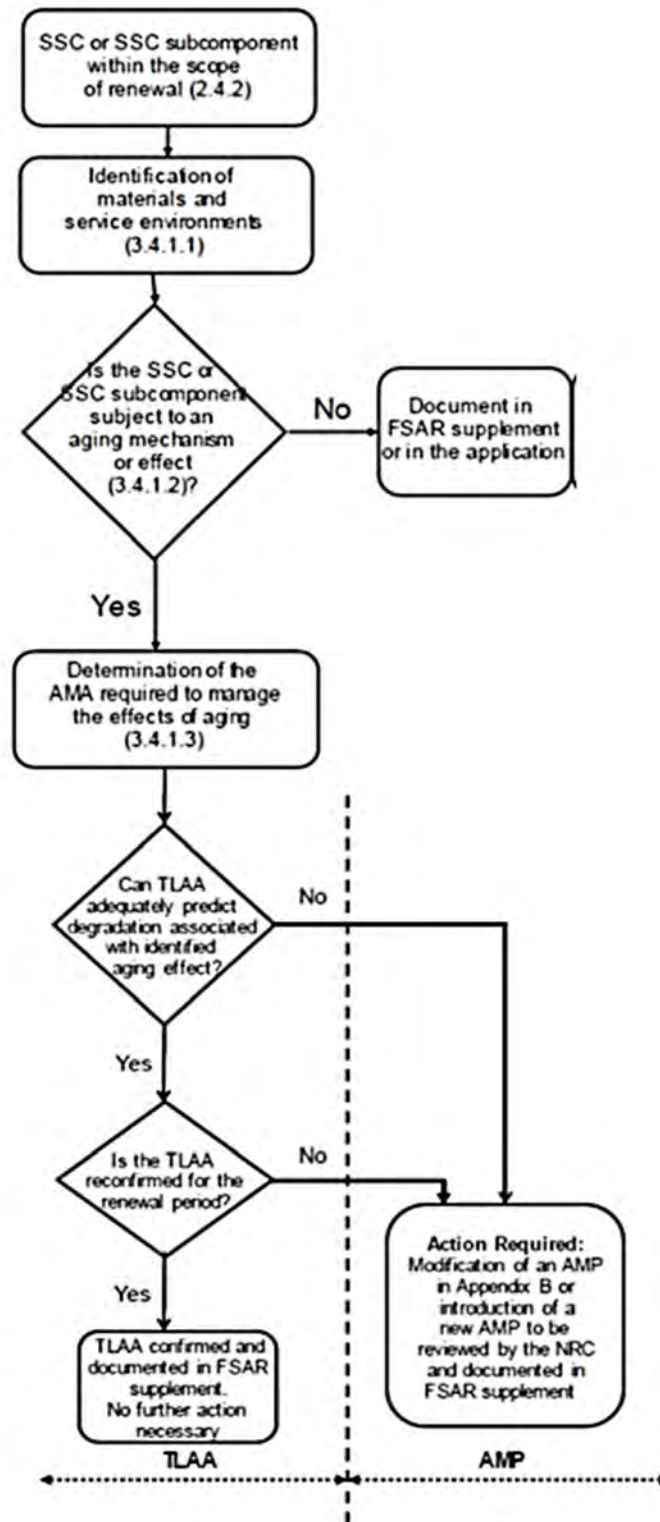 SSC or SSC subcomponent
within the scope
of renewal (2.4.2)
Identification of
materials and
service environments
(3.4.1.1)
Is the SSC or
SSC subcomponent
subject to an
aging mechanism
or effect
(3.4.1.2)?
No
Document in
FSAR supplement
or in the application
Yes
Determination of the
AMA required to manage
the effects of aging
(3.4.1.3)
Can TLAA
adequately predict
degradation associated
with identified
aging effect?
No
Yes
Is the TLAA
reconfirmed for the
renewal period?
No
Yes
Action Required:
Modification of an AMP
in Appendix B or
introduction of a
new AMP to be
reviewed by the NRC
and documented in
FSAR supplement
TLAA confirmed and
documented in FSAR
supplement.
No further action
necessary
TLAA
AMP